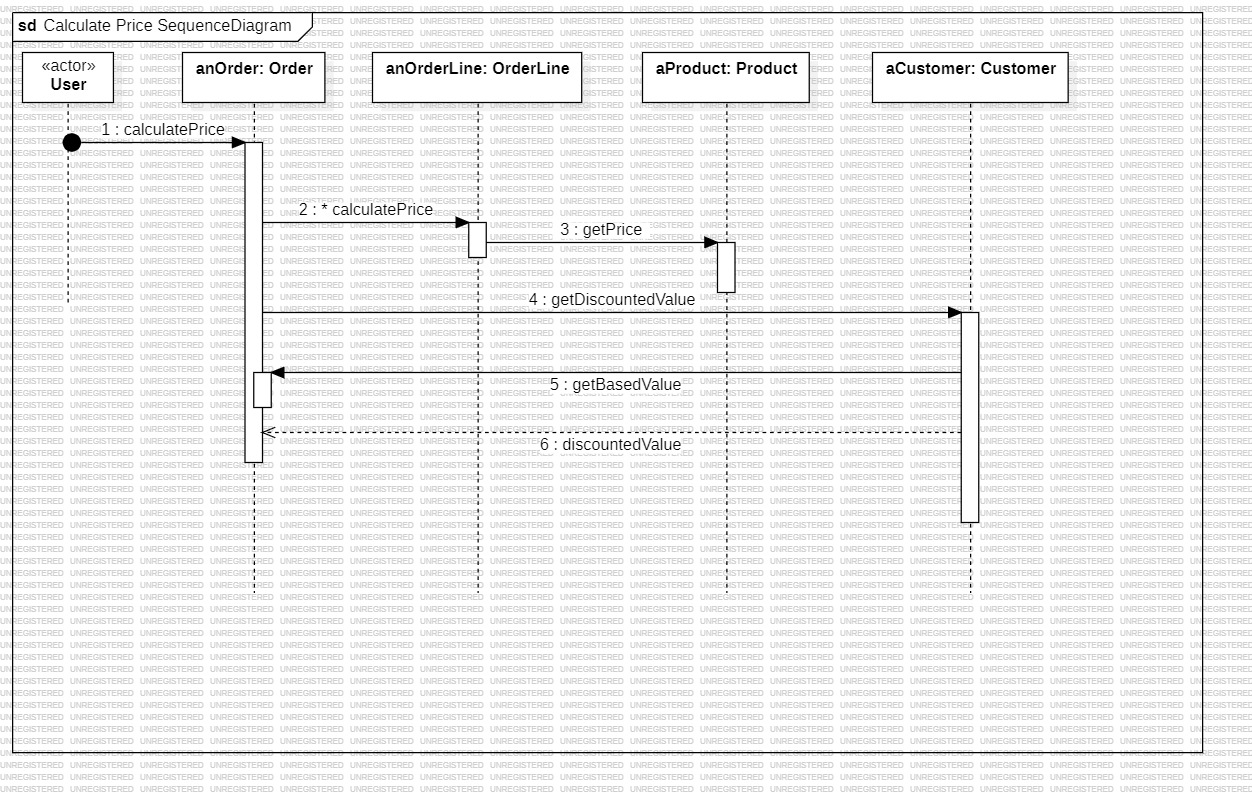 sd Calculate Price SequenceDiagram
«actor»
User
anOrder: Order
anOrderLine: OrderLine
aProduct: Product
aCustomer: Customer
1 : calculatePrice
2 : * calculatePrice
3 : getPrice
4 : getDiscountedValue
5 : getBasedValue
6 : discountedValue
UNREGISTERED